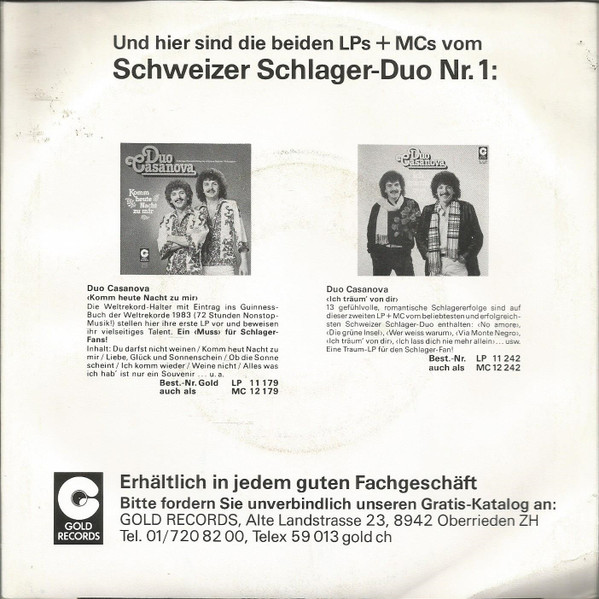 Und hier sind die beiden LPs + MCs vom
Schweizer Schlager-Duo Nr. 1:
Duo
Casanova
Komm
heute
Nacht
zu mir
Duo
Casanova
Duo Casanova
‹Komm heute Nacht zu mir›
Die Weltrekord-Halter mit Eintrag ins Guinness-
Buch der Weltrekorde 1983 (72 Stunden Nonstop-
Musik!) stellen hier ihre erste LP vor und beweisen
ihr vielseitiges Talent. Ein ‹Muss› für Schlager-
Fans!
Inhalt: Du darfst nicht weinen / Komm heut Nacht zu
mir / Liebe, Glück und Sonnenschein / Ob die Sonne
scheint / Ich komm wieder / Weine nicht / Alles was
ich hab' ist nur ein Souvenir ... u. a.
Best.-Nr. Gold LP 11 179
auch als MC 12 179
Duo Casanova
‹Ich träum' von dir›
13 gefühlvolle, romantische Schlagererfolge sind auf
dieser zweiten LP + MC vom beliebtesten und erfolgreich-
sten Schweizer Schlager-Duo enthalten: ‹No amore›,
‹Die grüne Insel›, ‹Wer weiss warum›, ‹Via Monte Negro›,
‹Ich träum' von dir›, ‹Ich lass dich nie mehr allein› ... usw.
Eine Traum-LP für den Schlager-Fan!
Best.-Nr. LP 11 242
auch als MC 12 242
GOLD
RECORDS
Erhältlich in jedem guten Fachgeschäft
Bitte fordern Sie unverbindlich unseren Gratis-Katalog an:
GOLD RECORDS, Alte Landstrasse 23, 8942 Oberrieden ZH
Tel. 01/720 82 00, Telex 59 013 gold ch